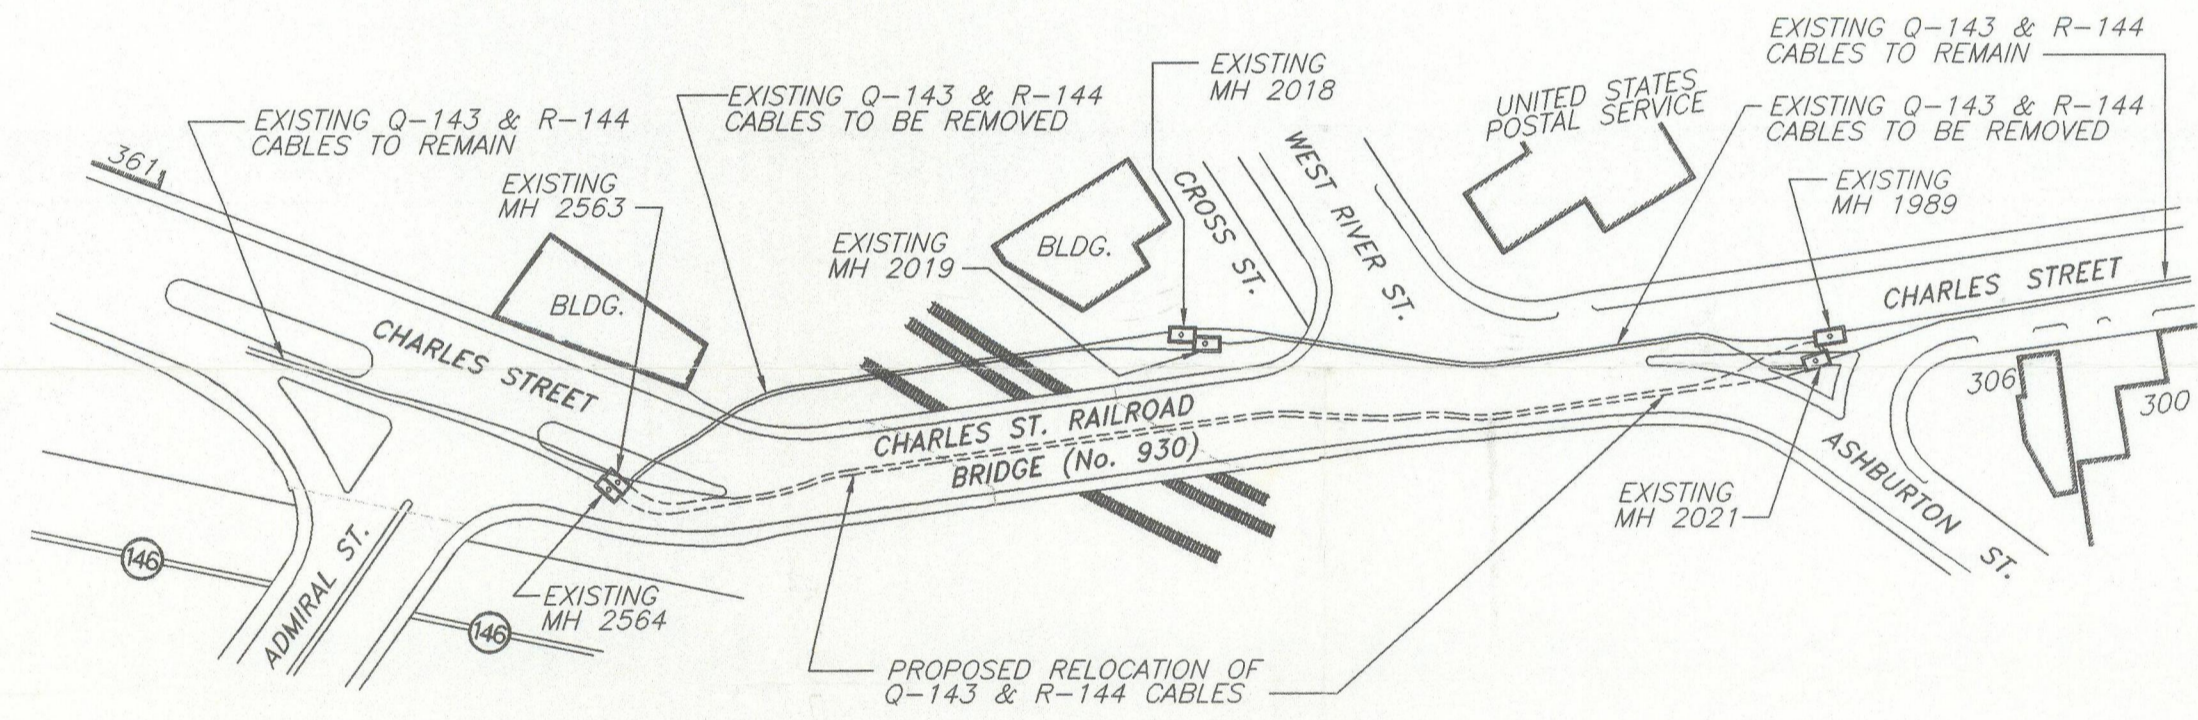 EXISTING Q-143 & R-144
CABLES TO REMAIN
EXISTING
MH 2018
EXISTING Q-143 & R-144
CABLES TO BE REMOVED
UNITED STATES
POSTAL SERVICE
EXISTING Q-143 & R-144
CABLES TO BE REMOVED
EXISTING Q-143 & R-144
CABLES TO REMAIN
361
EXISTING
MH 2563
EXISTING
MH 1989
CROSS ST.
WEST RIVER ST.
EXISTING
MH 2019
BLDG.
BLDG.
CHARLES STREET
CHARLES STREET
306
300
CHARLES ST. RAILROAD
BRIDGE (No. 930)
ASHBURTON ST.
EXISTING
MH 2021
146
ADMIRAL ST.
EXISTING
MH 2564
146
PROPOSED RELOCATION OF
Q-143 & R-144 CABLES